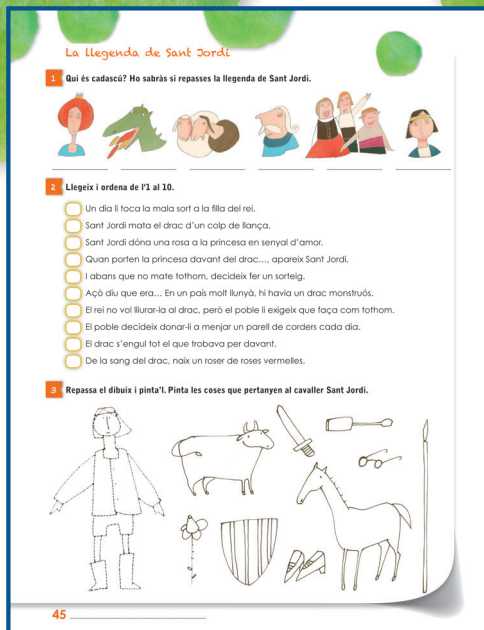 La llegenda de Sant Jordi
1 Qui és cadascú? Ho sabràs si repasses la llegenda de Sant Jordi.
2 Llegeix i ordena de l'1 al 10.
Un dia li toca la mala sort a la filla del rei.
Sant Jordi mata el drac d'un colp de llança.
Sant Jordi dóna una rosa a la princesa en senyal d'amor.
Quan porten la princesa davant del drac..., apareix Sant Jordi.
I abans que no mate tothom, decideix fer un sorteig.
Açò diu que era... En un país molt llunyà, hi havia un drac monstruós.
El rei no vol lliurar-la al drac, però el poble li exigeix que faça com tothom.
El poble decideix donar-li a menjar un parell de corders cada dia.
El drac s'engul tot el que trobava per davant.
De la sang del drac, naix un roser de roses vermelles.
3 Repassa el dibuix i pinta'l. Pinta les coses que pertanyen al cavaller Sant Jordi.
45